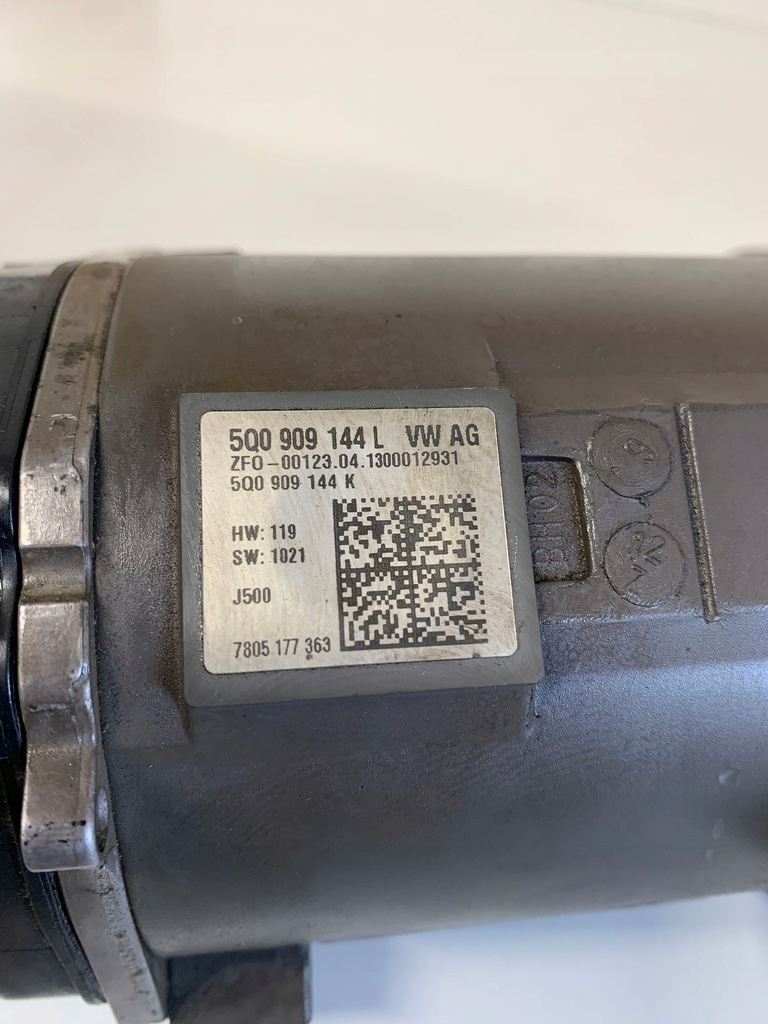 5Q0 909 144 L VW AG
ZFO-00123.04.1300012931
5Q0 909 144 K
HW: 119
SW: 1021
J500
7805 177 363
BH02